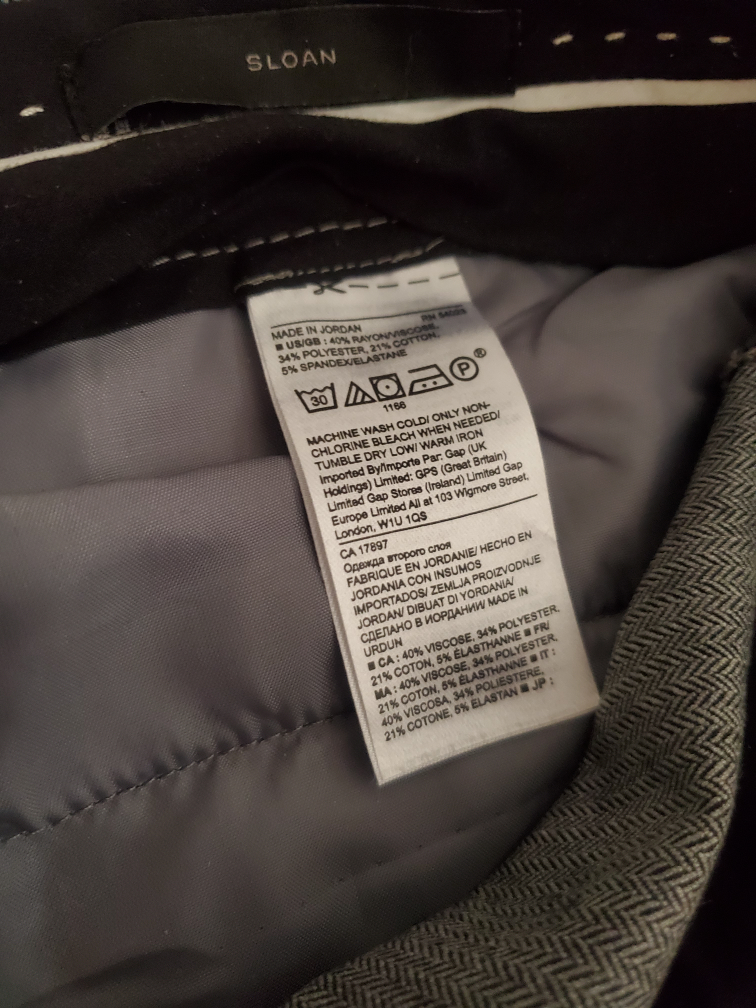 SLOAN
RN 54023
MADE IN JORDAN
■ US/GB : 40% RAYON/VISCOSE,
34% POLYESTER, 21% COTTON,
5% SPANDEX/ELASTANE
30 P ®
1166
MACHINE WASH COLD/ ONLY NON-
CHLORINE BLEACH WHEN NEEDED/
TUMBLE DRY LOW/ WARM IRON
Imported By/Importe Par: Gap (UK
Holdings) Limited: GPS (Great Britain)
Limited Gap Stores (Ireland) Limited Gap
Europe Limited All at 103 Wigmore Street,
London, W1U 1QS
CA 17897
Одежда второго слоя
FABRIQUE EN JORDANIE/ HECHO EN
JORDANIA CON INSUMOS
IMPORTADOS/ ZEMLJA PROIZVODNJE
JORDAN/ DIBUAT DI YORDANIA/
СДЕЛАНО В ИОРДАНИИ/ MADE IN
URDUN
■ CA : 40% VISCOSE, 34% POLYESTER,
21% COTON, 5% ÉLASTHANNE ■ FR/
MA : 40% VISCOSE, 34% POLYESTER,
21% COTON, 5% ÉLASTHANNE ■ IT :
40% VISCOSA, 34% POLIESTERE,
21% COTONE, 5% ELASTAN ■ JP :